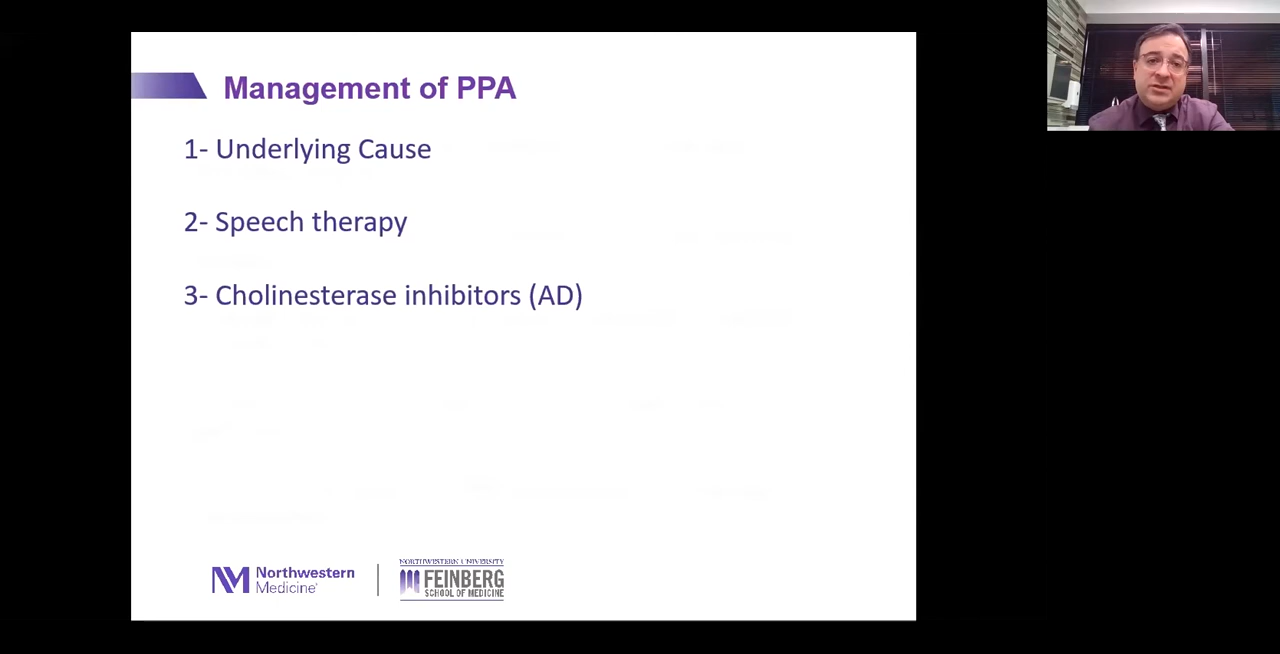 Management of PPA
1- Underlying Cause
2- Speech therapy
3- Cholinesterase inhibitors (AD)
Northwestern
Medicine
NORTHWESTERN UNIVERSITY
FEINBERG
SCHOOL OF MEDICINE